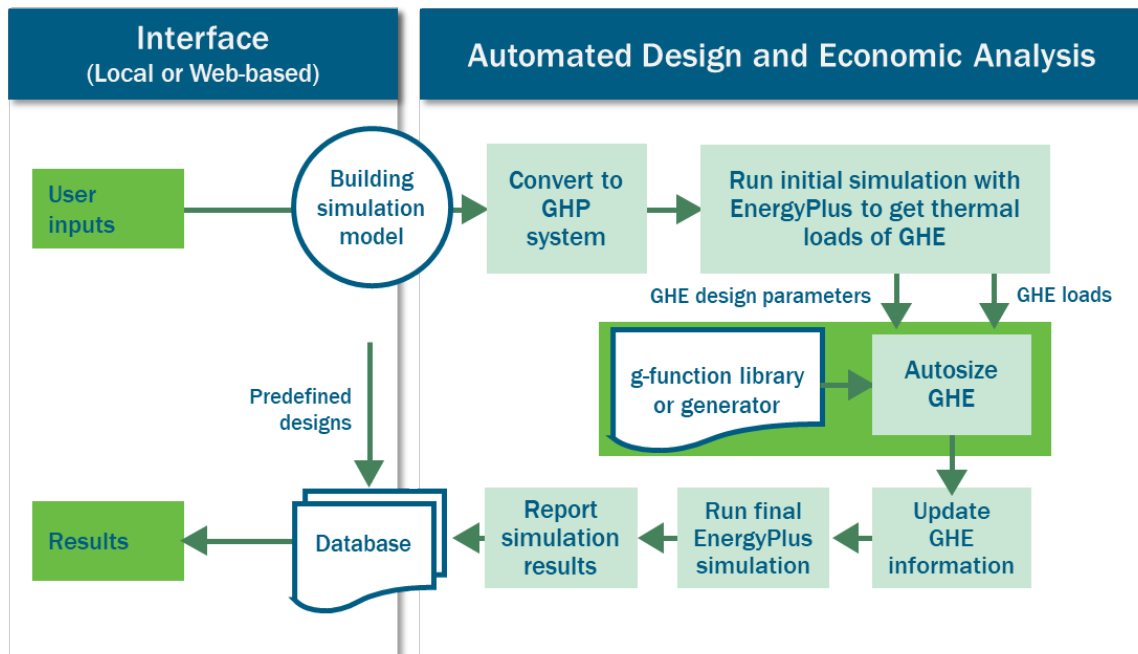 Interface
(Local or Web-based)
Automated Design and Economic Analysis
User
inputs
Building
simulation
model
Convert to
GHP
system
Run initial simulation with
EnergyPlus to get thermal
loads of GHE
GHE design parameters
GHE loads
g-function library
or generator
Autosize
GHE
Predefined
designs
Results
Database
Report
simulation
results
Run final
EnergyPlus
simulation
Update
GHE
information